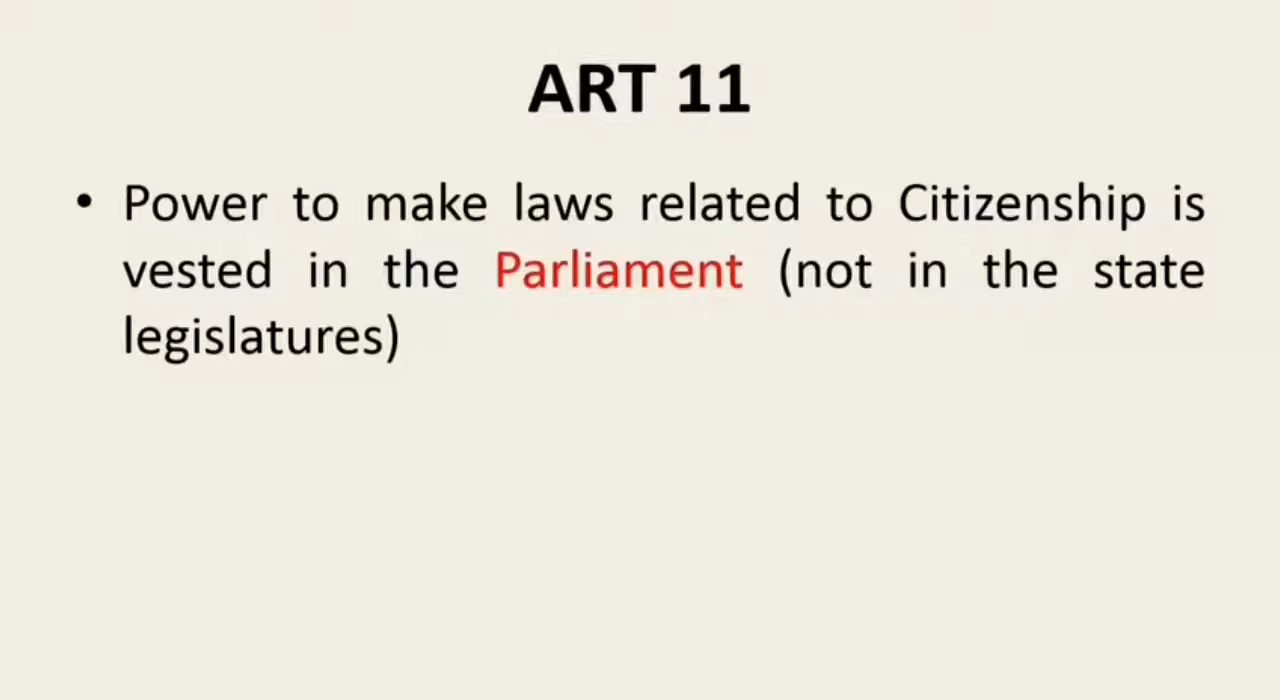 ART 11
• Power to make laws related to Citizenship is
vested in the Parliament (not in the state
legislatures)